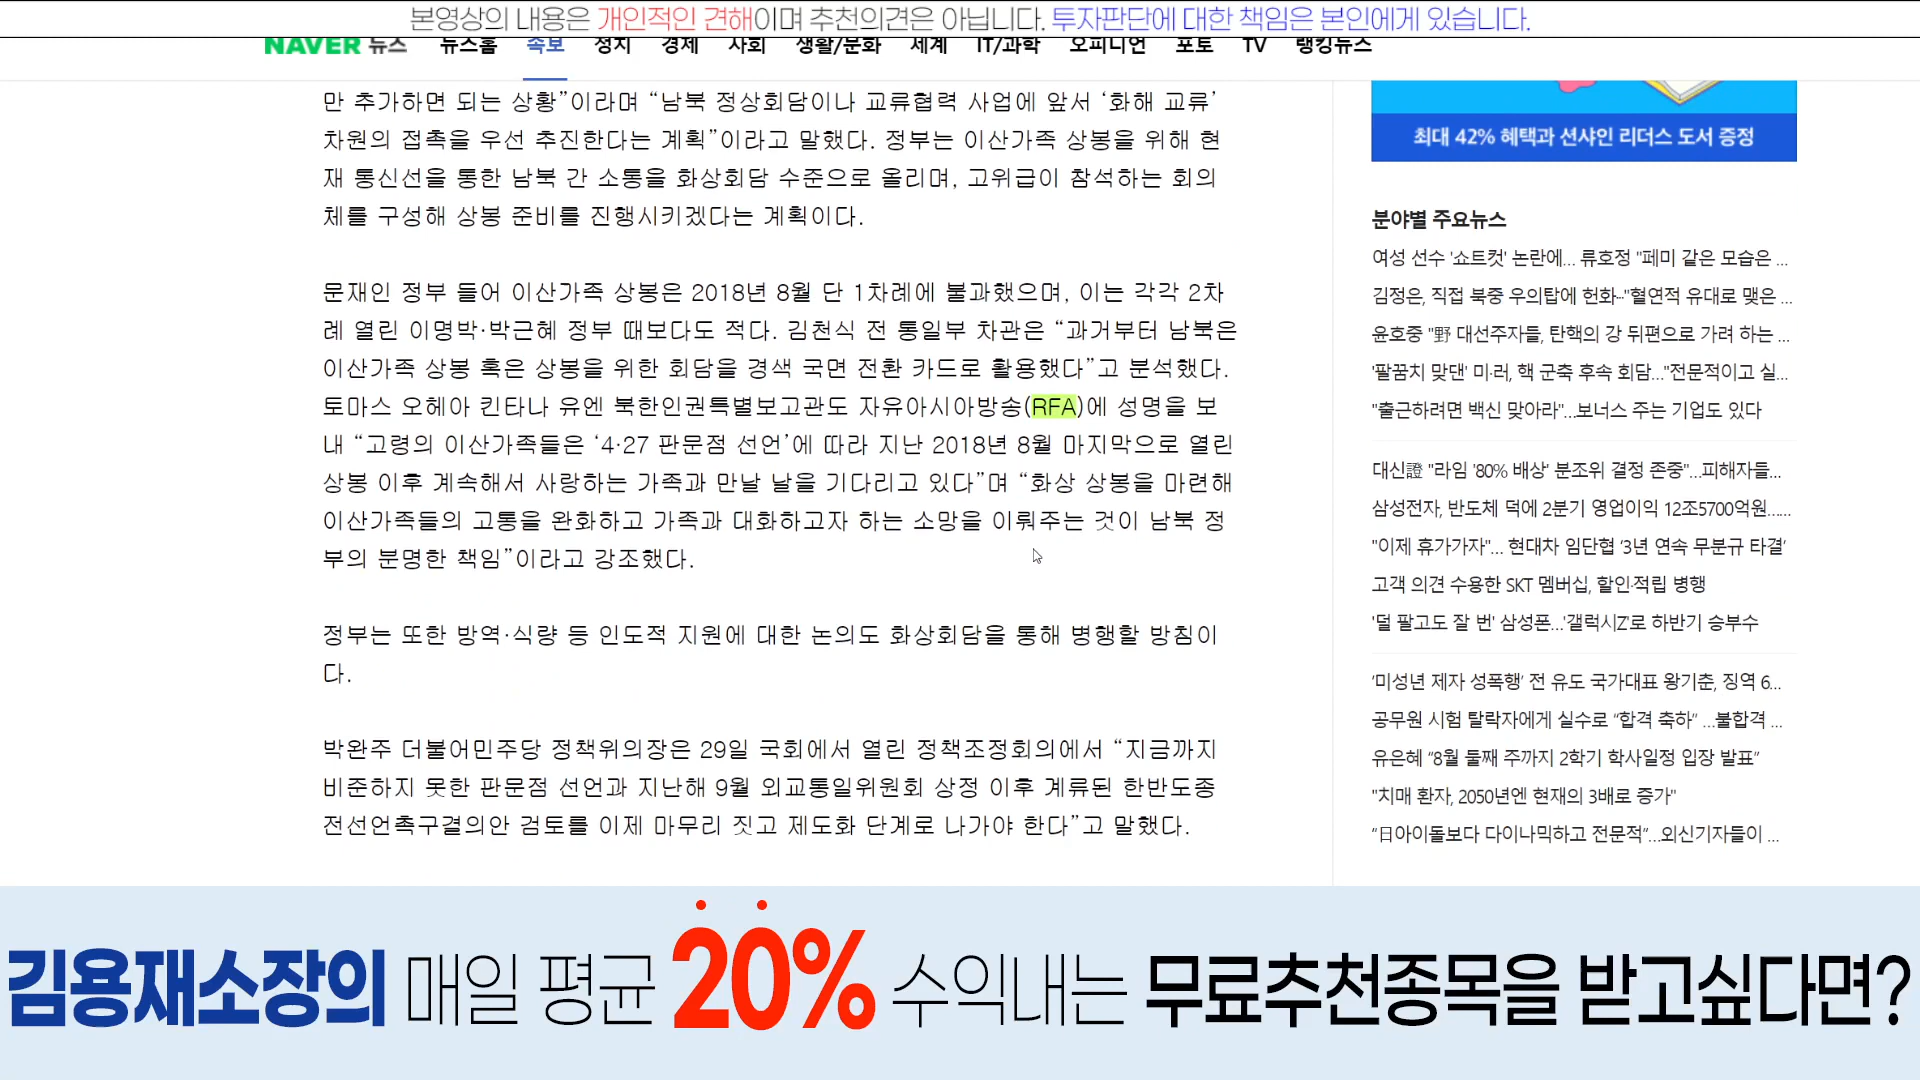 본영상의 내용은 개인적인 견해이며 추천의견은 아닙니다. 투자판단에 대한 책임은 본인에게 있습니다.
NAVER 뉴스 뉴스홈 속보 정치 경제 사회 생활/문화 세계 IT/과학 오피니언 포토 TV 랭킹뉴스
만 추가하면 되는 상황”이라며 “남북 정상회담이나 교류협력 사업에 앞서 ‘화해 교류’
차원의 접촉을 우선 추진한다는 계획”이라고 말했다. 정부는 이산가족 상봉을 위해 현
재 통신선을 통한 남북 간 소통을 화상회담 수준으로 올리며, 고위급이 참석하는 회의
체를 구성해 상봉 준비를 진행시키겠다는 계획이다.
문재인 정부 들어 이산가족 상봉은 2018년 8월 단 1차례에 불과했으며, 이는 각각 2차
례 열린 이명박·박근혜 정부 때보다도 적다. 김천식 전 통일부 차관은 “과거부터 남북은
이산가족 상봉 혹은 상봉을 위한 회담을 경색 국면 전환 카드로 활용했다”고 분석했다.
토마스 오헤아 킨타나 유엔 북한인권특별보고관도 자유아시아방송(RFA)에 성명을 보
내 “고령의 이산가족들은 ‘4·27 판문점 선언’에 따라 지난 2018년 8월 마지막으로 열린
상봉 이후 계속해서 사랑하는 가족과 만날 날을 기다리고 있다”며 “화상 상봉을 마련해
이산가족들의 고통을 완화하고 가족과 대화하고자 하는 소망을 이뤄주는 것이 남북 정
부의 분명한 책임”이라고 강조했다.
정부는 또한 방역·식량 등 인도적 지원에 대한 논의도 화상회담을 통해 병행할 방침이
다.
박완주 더불어민주당 정책위의장은 29일 국회에서 열린 정책조정회의에서 “지금까지
비준하지 못한 판문점 선언과 지난해 9월 외교통일위원회 상정 이후 계류된 한반도종
전선언촉구결의안 검토를 이제 마무리 짓고 제도화 단계로 나가야 한다”고 말했다.
최대 42% 혜택과 션샤인 리더스 도서 증정
분야별 주요뉴스
여성 선수 '쇼트컷' 논란에... 류호정 "페미 같은 모습은 ...
김정은, 직접 북중 우의탑에 헌화…"혈연적 유대로 맺은 ...
윤호중 "野 대선주자들, 탄핵의 강 뒤편으로 가려 하는 ...
'팔꿈치 맞댄' 미·러, 핵 군축 후속 회담..."전문적이고 실...
"출근하려면 백신 맞아라"…보너스 주는 기업도 있다
대신證 "라임 '80% 배상' 분조위 결정 존중"…피해자들...
삼성전자, 반도체 덕에 2분기 영업이익 12조5700억원…...
"이제 휴가가자"... 현대차 임단협 ‘3년 연속 무분규 타결’
고객 의견 수용한 SKT 멤버십, 할인·적립 병행
'덜 팔고도 잘 번' 삼성폰…'갤럭시Z'로 하반기 승부수
‘미성년 제자 성폭행’ 전 유도 국가대표 왕기춘, 징역 6...
공무원 시험 탈락자에게 실수로 “합격 축하” …불합격 ...
유은혜 “8월 둘째 주까지 2학기 학사일정 입장 발표”
"치매 환자, 2050년엔 현재의 3배로 증가"
“日아이돌보다 다이나믹하고 전문적”…외신기자들이 ...
김용재소장의 매일 평균 20% 수익내는 무료추천종목을 받고싶다면?